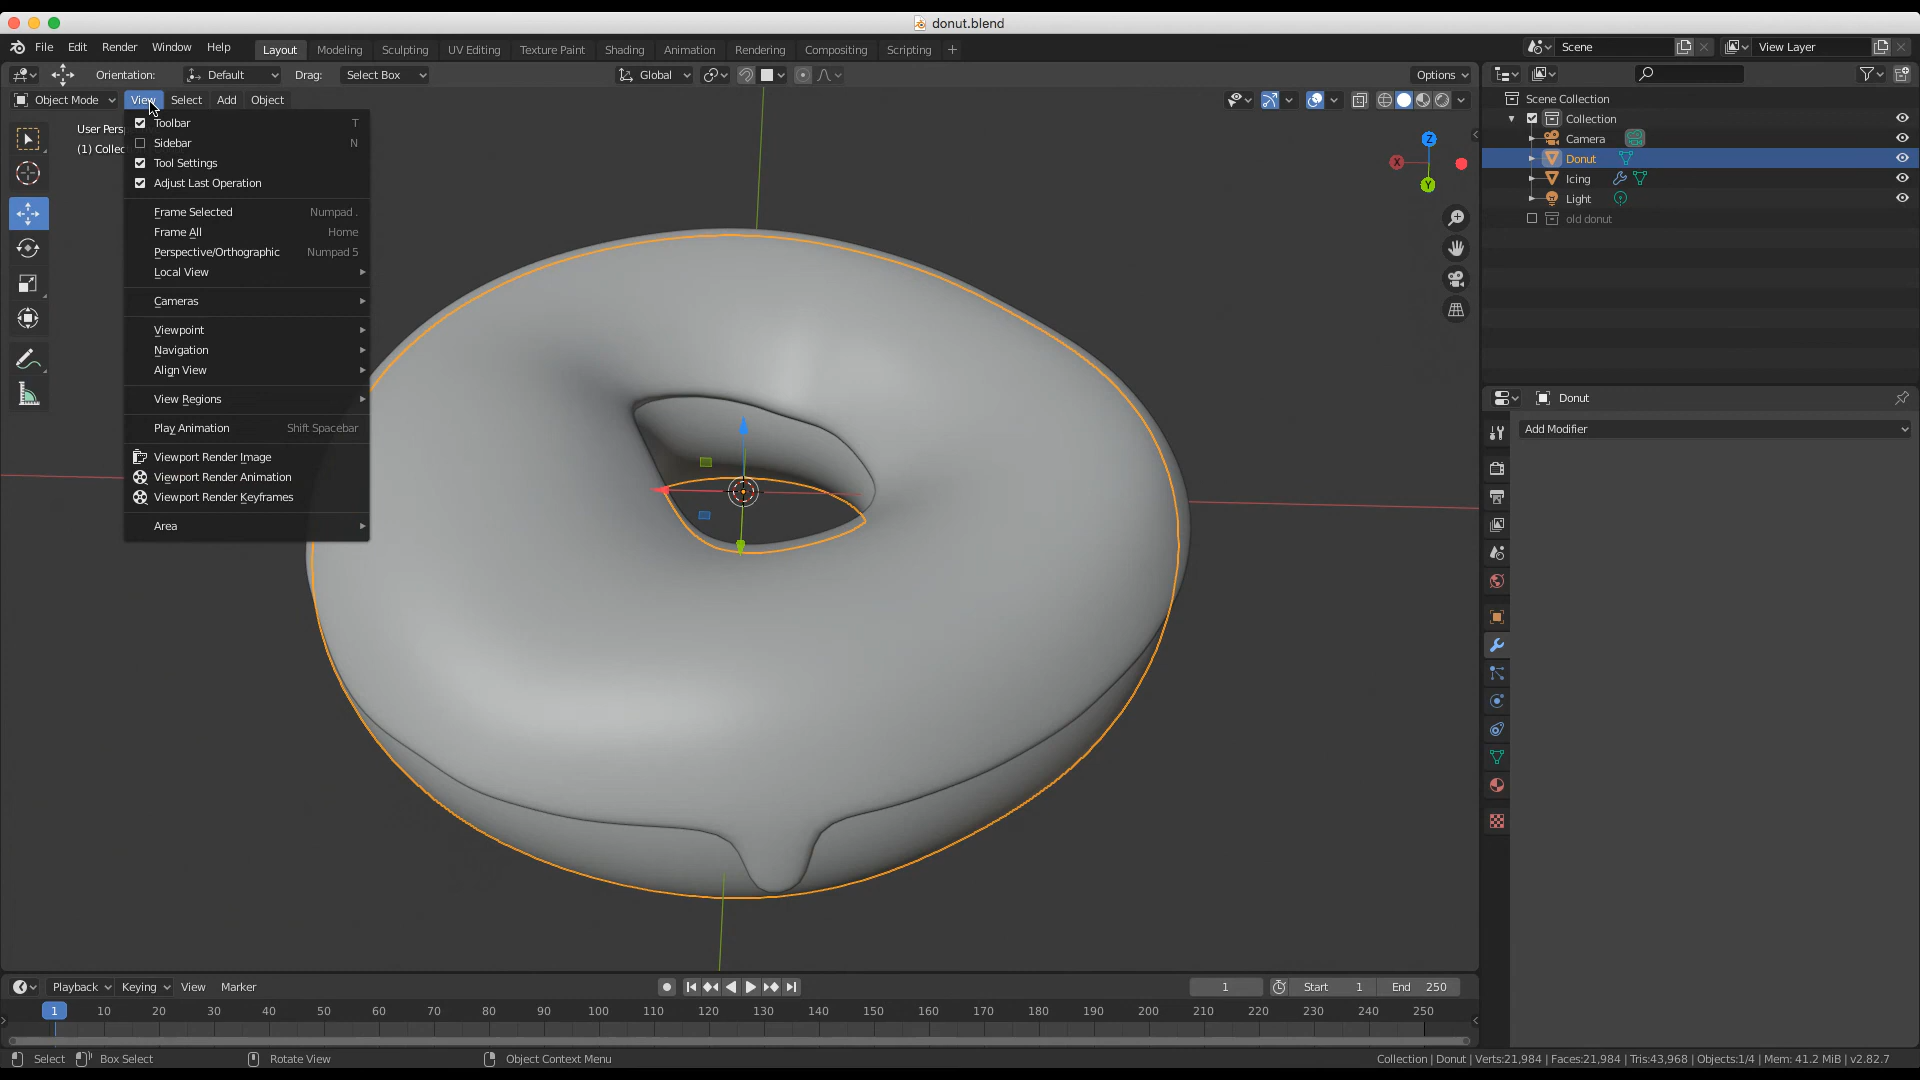 donut.blend
File Edit Render Window Help Layout Modeling Sculpting UV Editing Texture Paint Shading Animation Rendering Compositing Scripting + Scene View Layer
Orientation: Default Drag: Select Box Global Options
Object Mode View Select Add Object
User Persp
(1) Collec
Toolbar T
Sidebar N
Tool Settings
Adjust Last Operation
Frame Selected Numpad .
Frame All Home
Perspective/Orthographic Numpad 5
Local View
Cameras
Viewpoint
Navigation
Align View
View Regions
Play Animation Shift Spacebar
Viewport Render Image
Viewport Render Animation
Viewport Render Keyframes
Area
Z
X
Y
Scene Collection
Collection
Camera
Donut
Icing
Light
old donut
Donut
Add Modifier
Playback Keying View Marker 1 Start 1 End 250
1 10 20 30 40 50 60 70 80 90 100 110 120 130 140 150 160 170 180 190 200 210 220 230 240 250
Select Box Select Rotate View Object Context Menu Collection | Donut | Verts:21,984 | Faces:21,984 | Tris:43,968 | Objects:1/4 | Mem: 41.2 MiB | v2.82.7